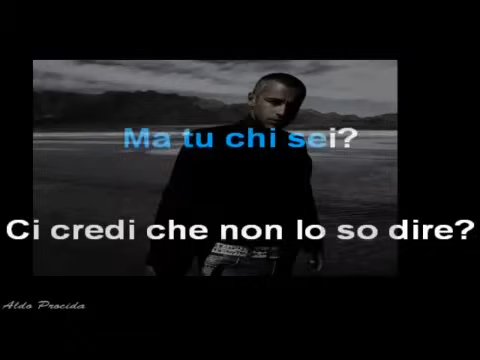 Ma tu chi sei?
Ci credi che non lo so dire?
Aldo Procida